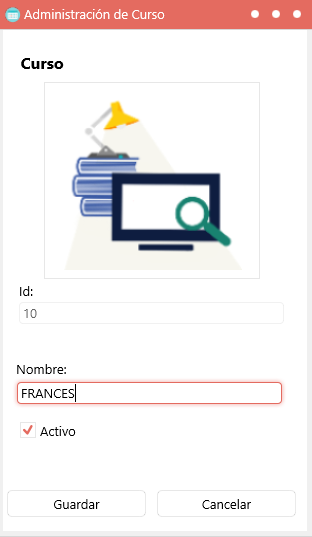 Administración de Curso
Curso
Id:
10
Nombre:
FRANCES
Activo
Guardar
Cancelar